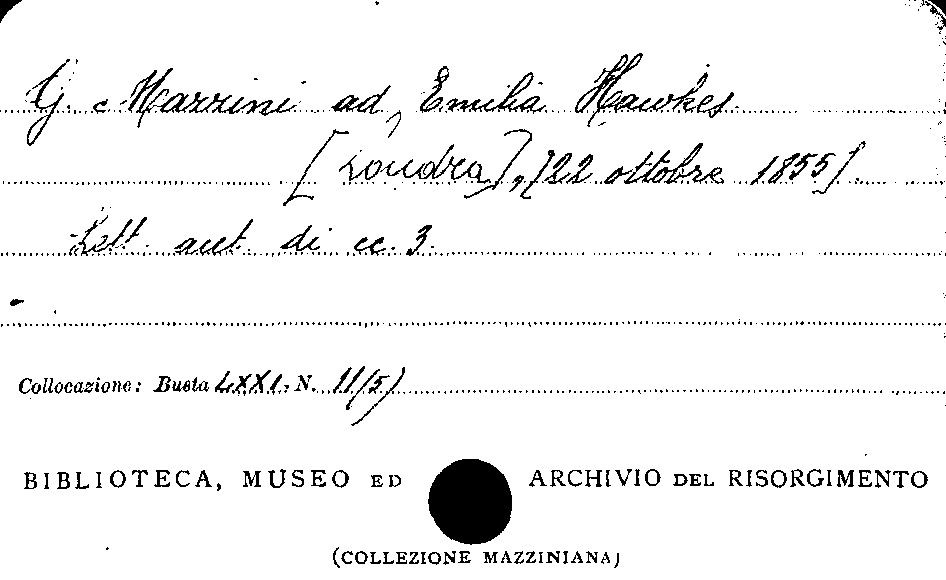 G. Mazzini ad Emilia Hawkes.
[Londra], [22 ottobre 1855].
Lett. aut. di cc. 3.
Collocazione: Busta LXXI. N. 11/5)
BIBLIOTECA, MUSEO ED ARCHIVIO DEL RISORGIMENTO
(COLLEZIONE MAZZINIANA)